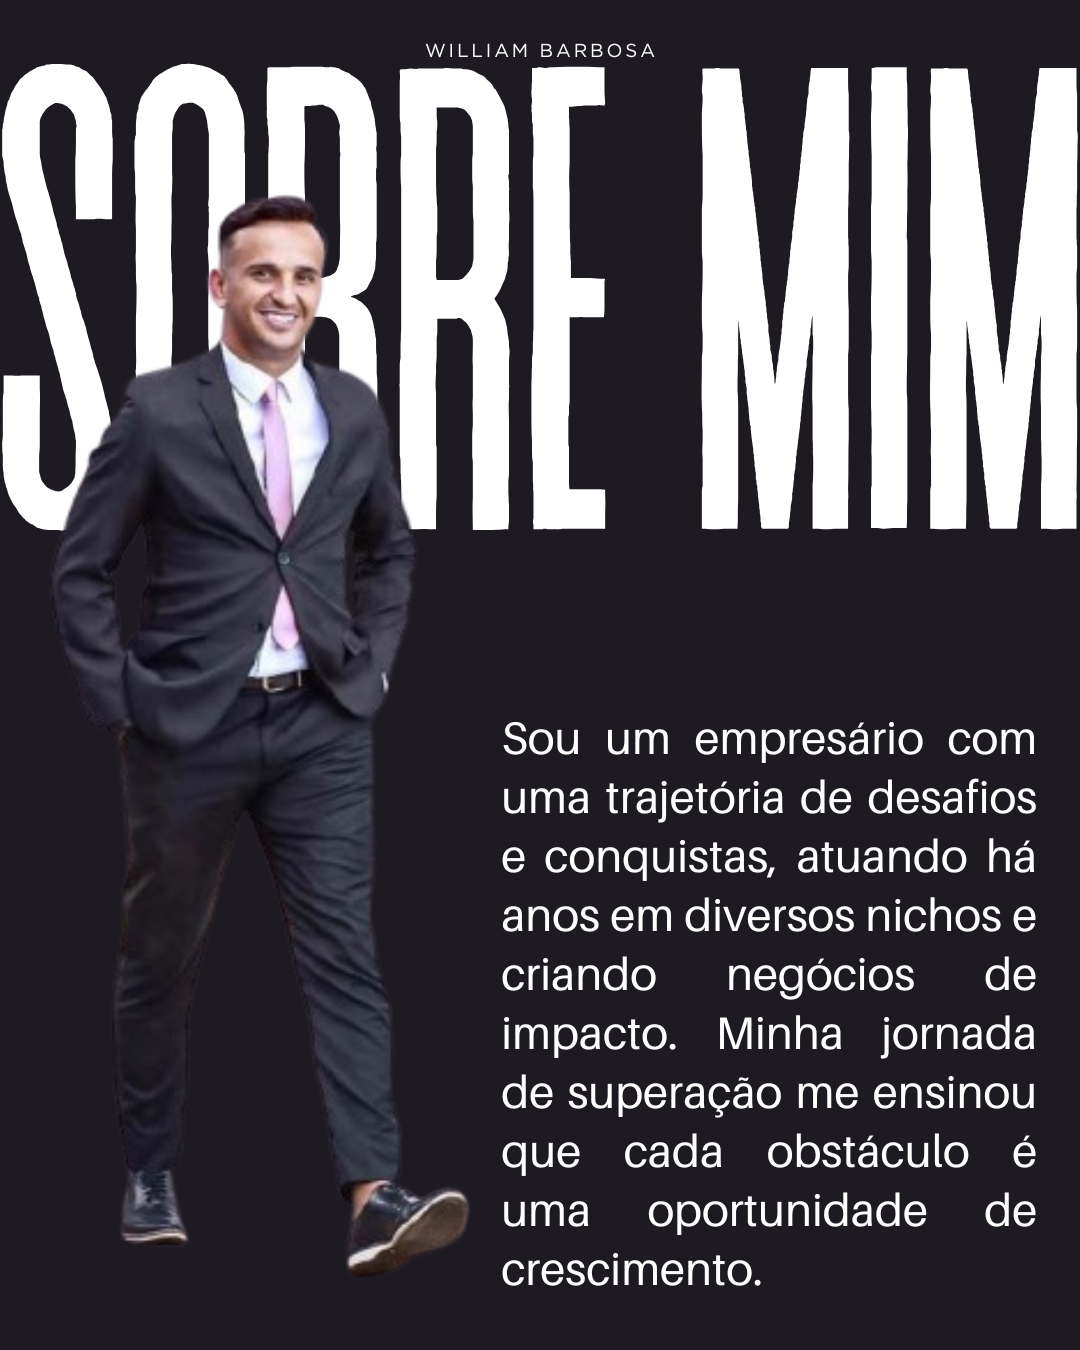 WILLIAM BARBOSA
SOBRE MIM
Sou um empresário com
uma trajetória de desafios
e conquistas, atuando há
anos em diversos nichos e
criando negócios de
impacto. Minha jornada
de superação me ensinou
que cada obstáculo é
uma oportunidade de
crescimento.